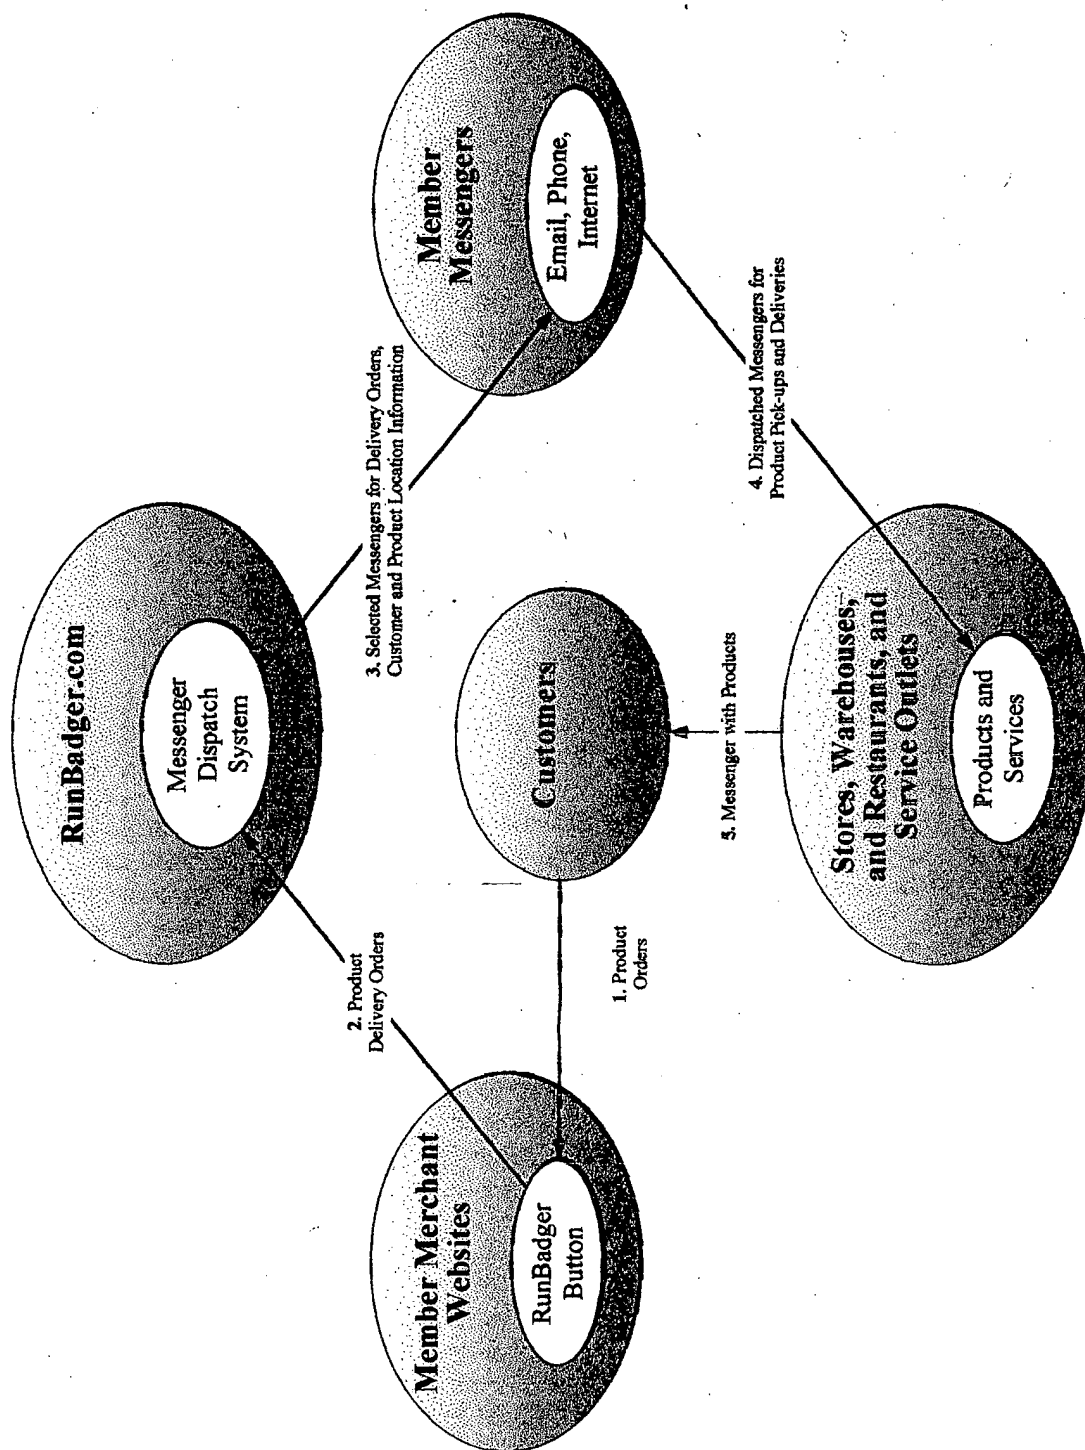 RunBadger.com
Messenger
Dispatch
System
2. Product
Delivery Orders
3. Selected Messengers for Delivery Orders,
Customer and Product Location Information
Member Merchant
Websites
RunBadger
Button
1. Product
Orders
Customers
Member
Messengers
Email, Phone,
Internet
4. Dispatched Messengers for
Product Pick-ups and Deliveries
5. Messenger with Products
Stores, Warehouses,
and Restaurants, and
Service Outlets
Products and
Services